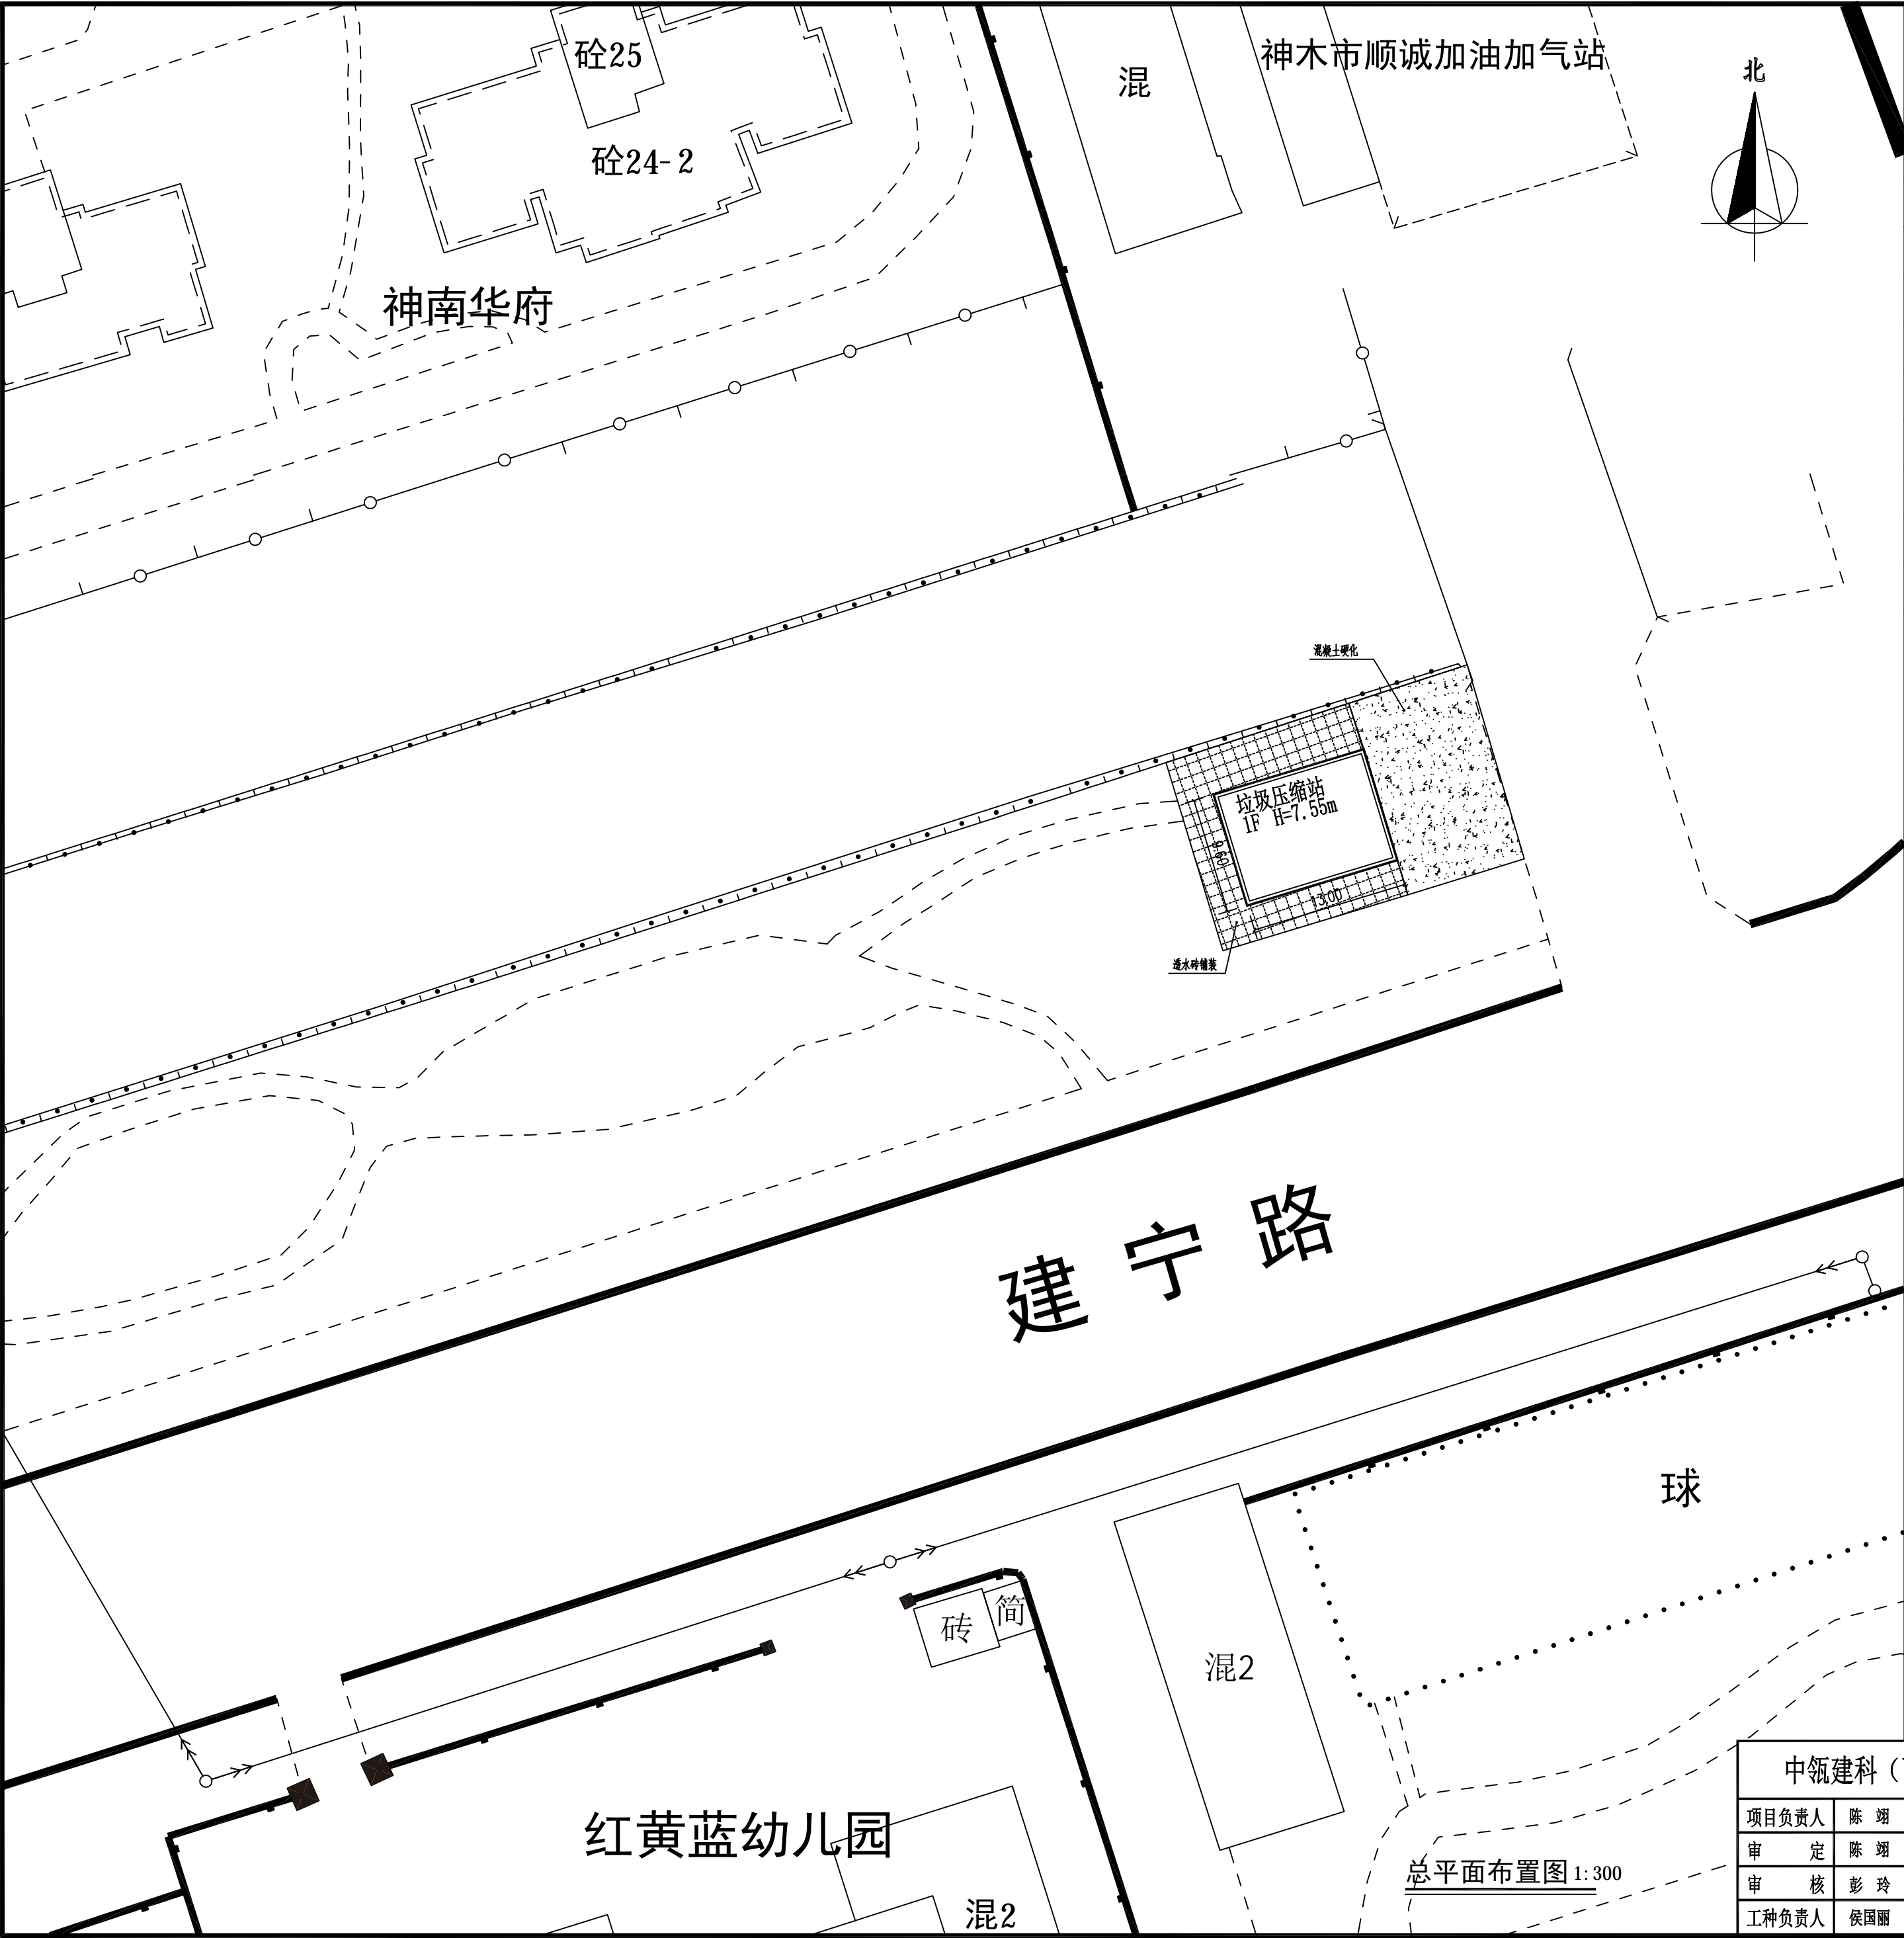 砼25
混
神木市顺诚加油加气站
北
砼24-2
神南华府
混凝土硬化
垃圾压缩站
1F H=7.55m
9.60
13.00
透水砖铺装
建宁路
球
砖
简
混2
红黄蓝幼儿园
混2
总平面布置图 1:300
中瓴建科（
项目负责人 陈翊
审定 陈翊
审核 彭玲
工种负责人 侯国丽